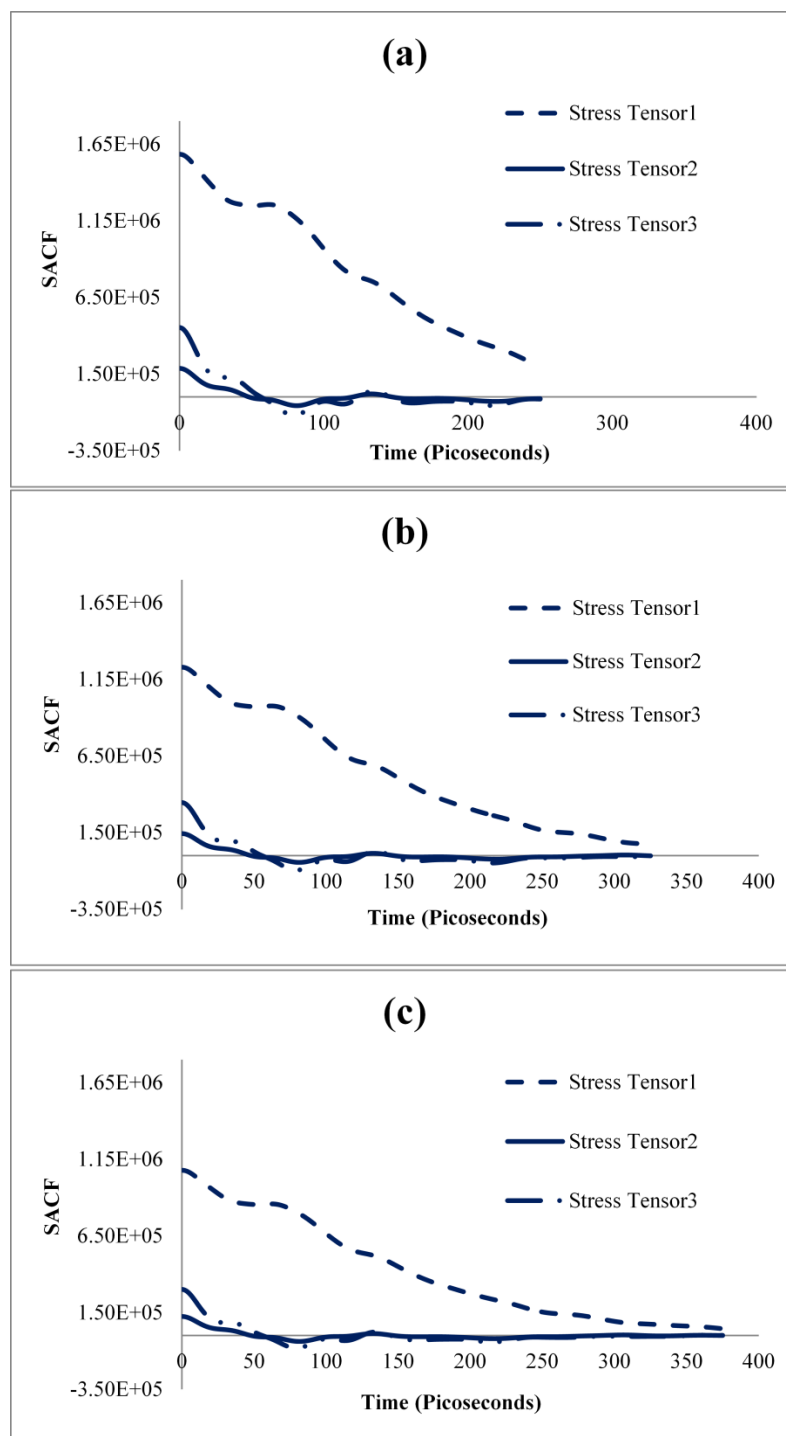 (a)
1.65E+06
1.15E+06
6.50E+05
1.50E+05
-3.50E+05
SACF
0 100 200 300 400
Time (Picoseconds)
Stress Tensor1
Stress Tensor2
Stress Tensor3
(b)
1.65E+06
1.15E+06
6.50E+05
1.50E+05
-3.50E+05
SACF
0 50 100 150 200 250 300 350 400
Time (Picoseconds)
Stress Tensor1
Stress Tensor2
Stress Tensor3
(c)
1.65E+06
1.15E+06
6.50E+05
1.50E+05
-3.50E+05
SACF
0 50 100 150 200 250 300 350 400
Time (Picoseconds)
Stress Tensor1
Stress Tensor2
Stress Tensor3